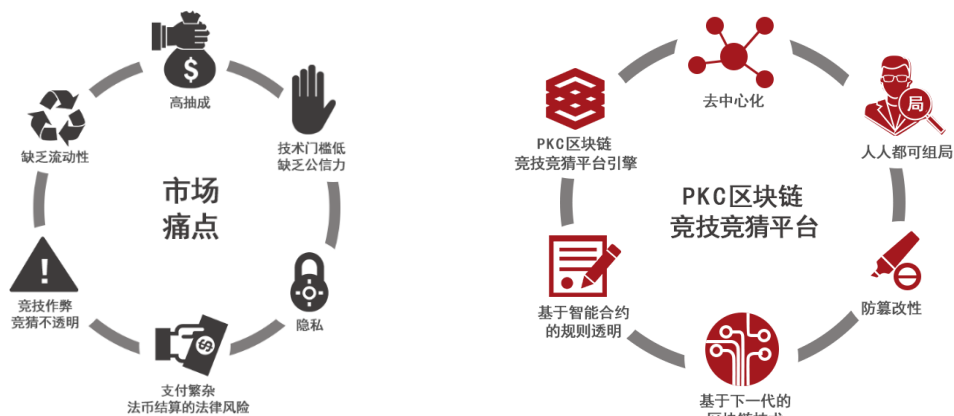 高抽成
技术门槛低
缺乏公信力
隐私
支付繁杂
法币结算的法律风险
竞技作弊
竞猜不透明
缺乏流动性
市场
痛点
去中心化
人人都可组局
局
防篡改性
基于下一代的
区块链技术
基于智能合约
的规则透明
PKC区块链
竞技竞猜平台引擎
PKC区块链
竞技竞猜平台